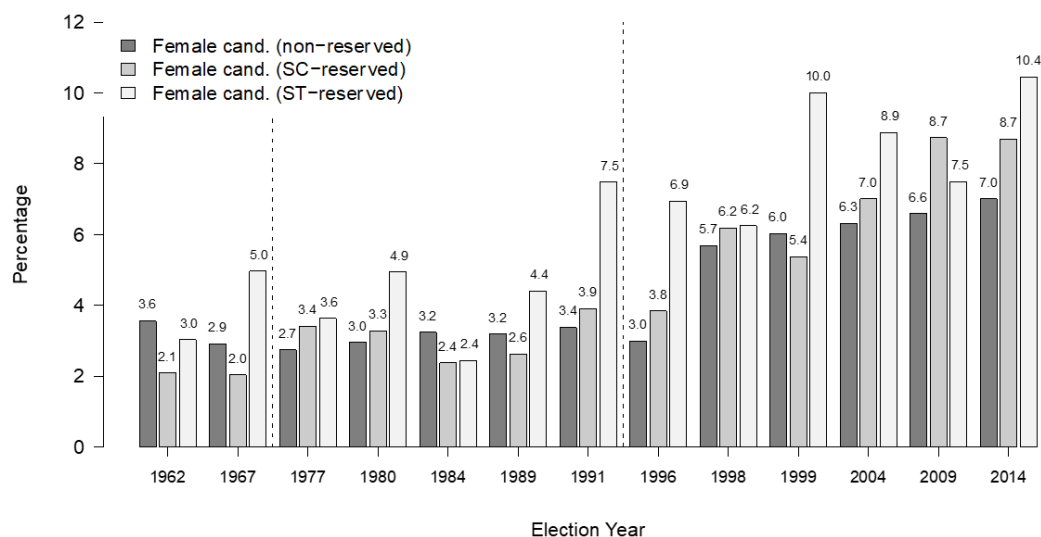 12
10
8
6
4
2
0
Percentage
Female cand. (non−reserved)
Female cand. (SC−reserved)
Female cand. (ST−reserved)
3.6 2.1 3.0
2.9 2.0 5.0
2.7 3.4 3.6
3.0 3.3 4.9
3.2 2.4 2.4
3.2 2.6 4.4
3.4 3.9 7.5
3.0 3.8 6.9
5.7 6.2 6.2
6.0 5.4 10.0
6.3 7.0 8.9
6.6 8.7 7.5
7.0 8.7 10.4
1962 1967 1977 1980 1984 1989 1991 1996 1998 1999 2004 2009 2014
Election Year